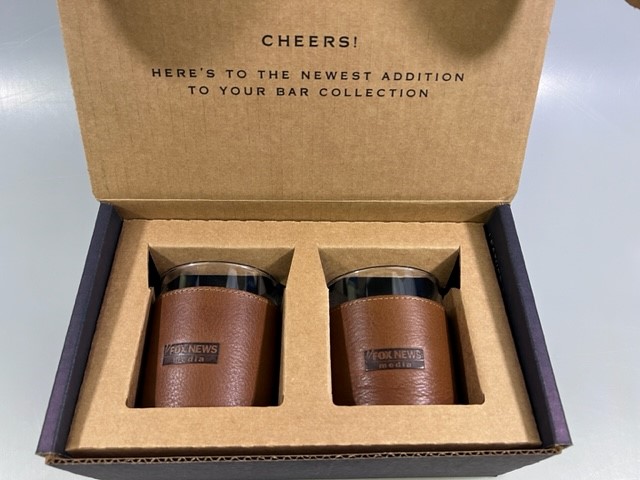 CHEERS!
HERE'S TO THE NEWEST ADDITION
TO YOUR BAR COLLECTION
FOX NEWS
media
FOX NEWS
media